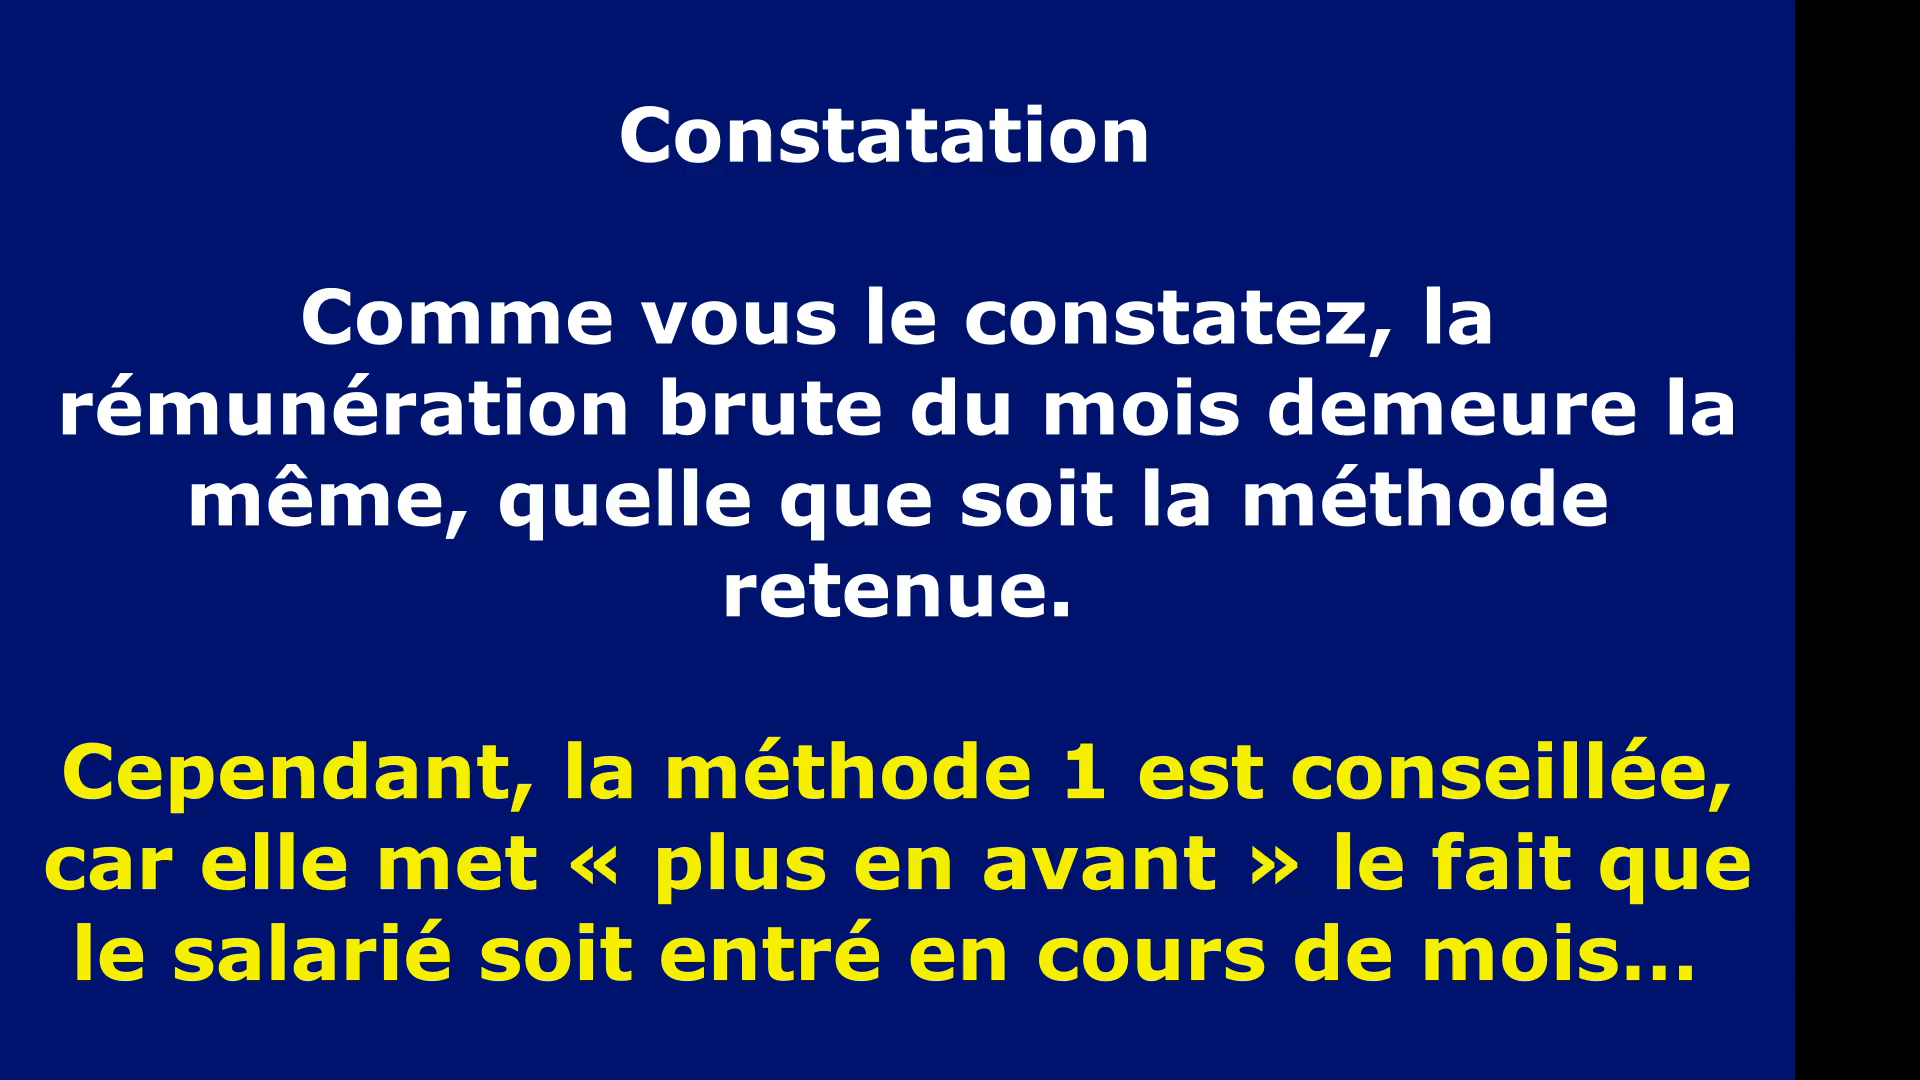 Constatation
Comme vous le constatez, la
rémunération brute du mois demeure la
même, quelle que soit la méthode
retenue.
Cependant, la méthode 1 est conseillée,
car elle met « plus en avant » le fait que
le salarié soit entré en cours de mois…